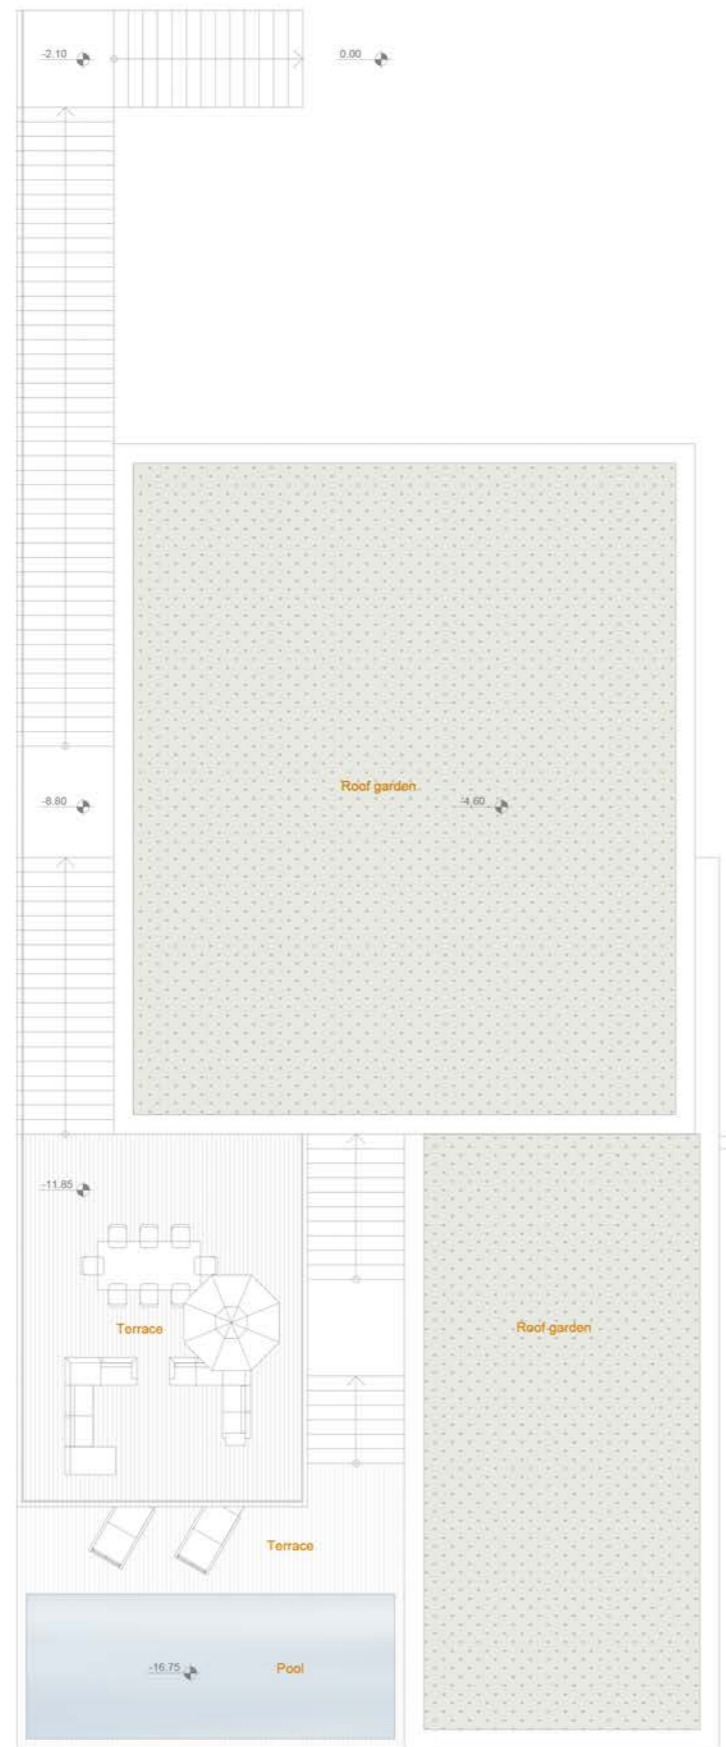 -2.10
0.00
Roof garden
-8.80
-4.60
-11.85
Terrace
Roof garden
Terrace
-16.75
Pool